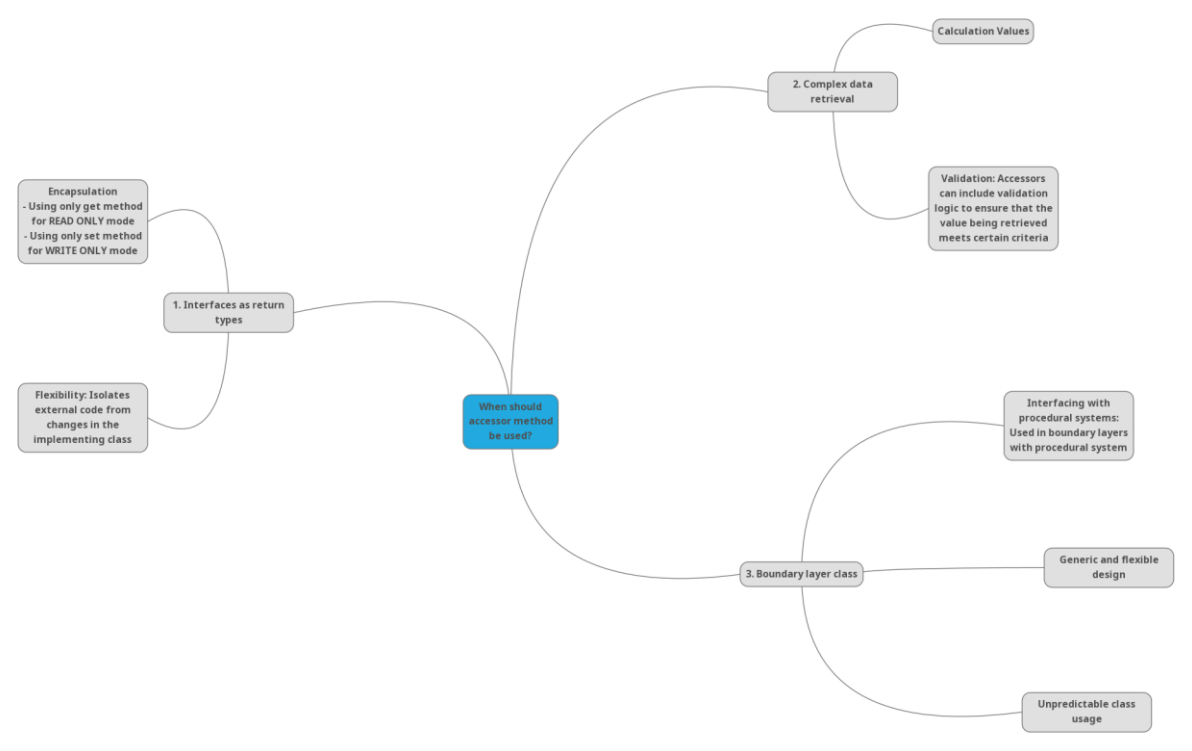 When should
accessor method
be used?
1. Interfaces as return
types
Encapsulation
- Using only get method
for READ ONLY mode
- Using only set method
for WRITE ONLY mode
Flexibility: Isolates
external code from
changes in the
implementing class
2. Complex data
retrieval
Calculation Values
Validation: Accessors
can include validation
logic to ensure that the
value being retrieved
meets certain criteria
3. Boundary layer class
Interfacing with
procedural systems:
Used in boundary layers
with procedural system
Generic and flexible
design
Unpredictable class
usage